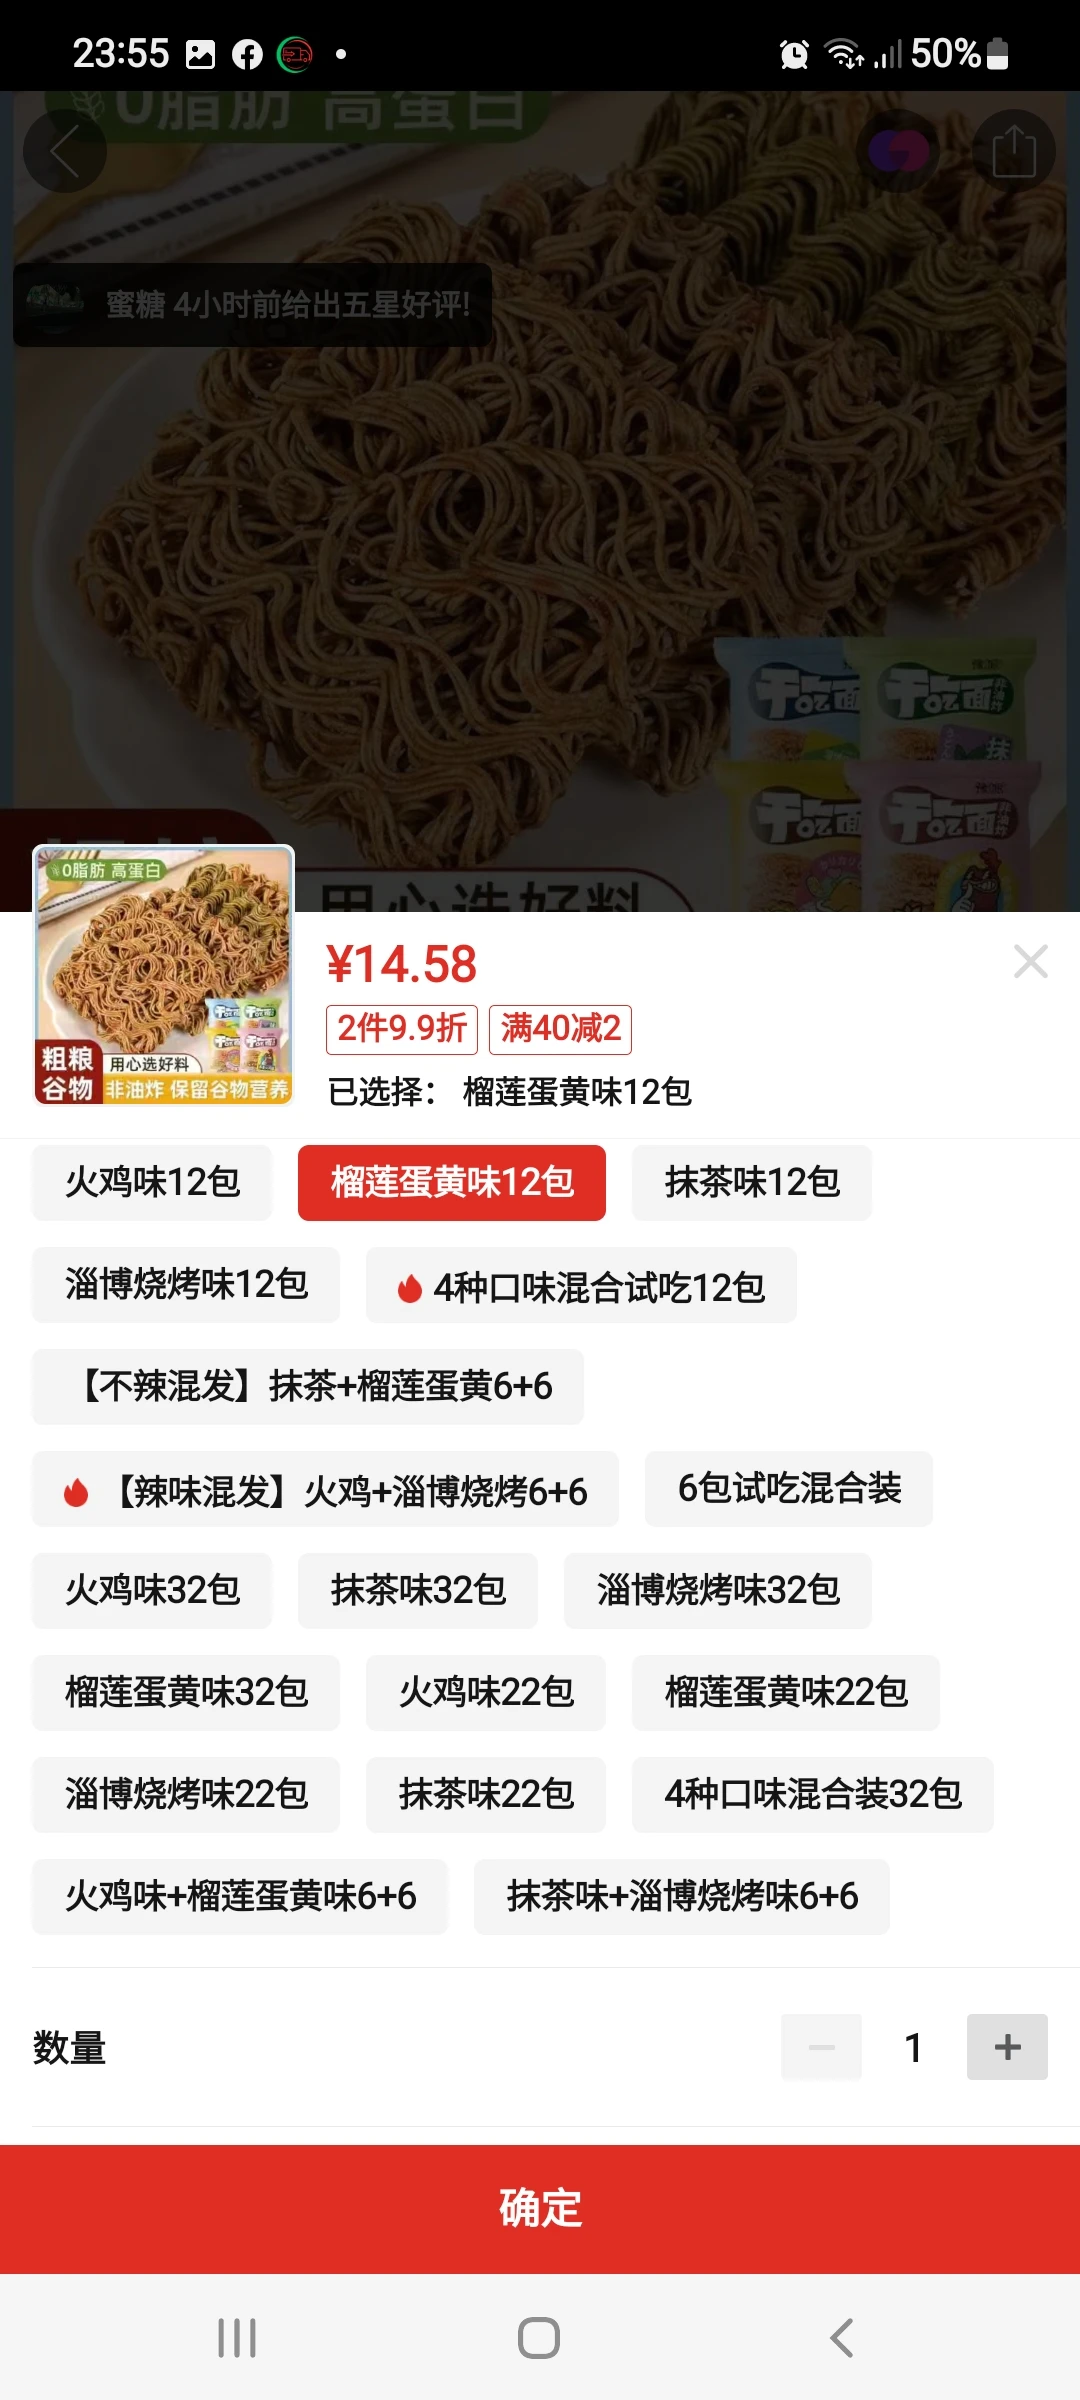 23:55
50%
0脂肪 高蛋白
蜜糖 4小时前给出五星好评!
干吃面
干吃面
非油炸
抹
干吃面
干吃面
非油炸
用心选好料
0脂肪 高蛋白
粗粮
谷物
用心选好料
非油炸 保留谷物营养
¥14.58
2件9.9折
满40减2
已选择： 榴莲蛋黄味12包
火鸡味12包
榴莲蛋黄味12包
抹茶味12包
淄博烧烤味12包
4种口味混合试吃12包
【不辣混发】抹茶+榴莲蛋黄6+6
【辣味混发】火鸡+淄博烧烤6+6
6包试吃混合装
火鸡味32包
抹茶味32包
淄博烧烤味32包
榴莲蛋黄味32包
火鸡味22包
榴莲蛋黄味22包
淄博烧烤味22包
抹茶味22包
4种口味混合装32包
火鸡味+榴莲蛋黄味6+6
抹茶味+淄博烧烤味6+6
数量
1
确定